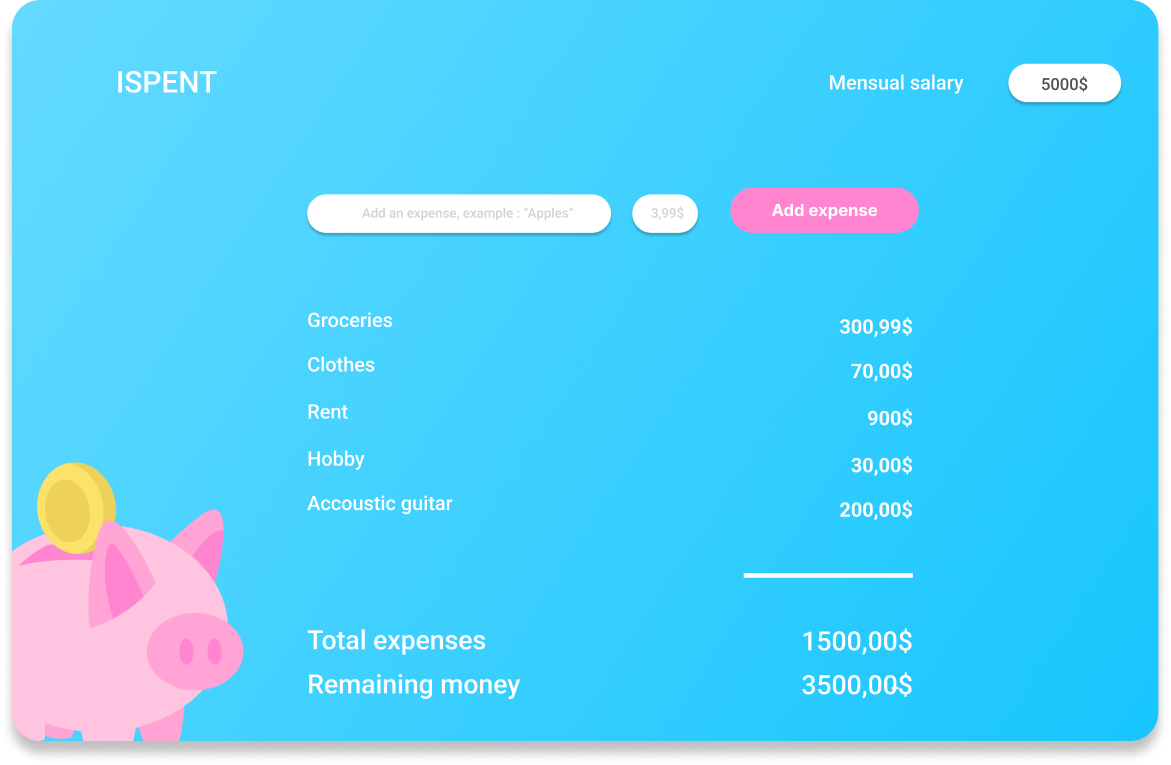 ISPENT
Mensual salary 5000$
Add an expense, example : "Apples" 3,99$ Add expense
Groceries 300,99$
Clothes 70,00$
Rent 900$
Hobby 30,00$
Accoustic guitar 200,00$
Total expenses 1500,00$
Remaining money 3500,00$